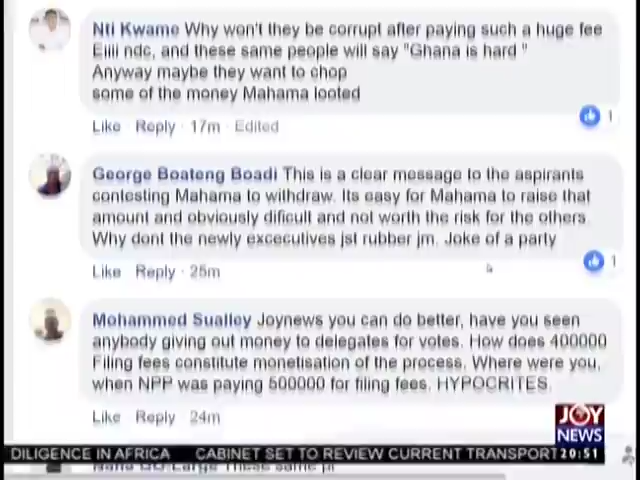 Nti Kwame Why won't they be corrupt after paying such a huge fee
Eiiii ndc, and these same people will say "Ghana is hard "
Anyway maybe they want to chop
some of the money Mahama looted
1
Like Reply · 17m · Edited
George Boateng Boadi This is a clear message to the aspirants
contesting Mahama to withdraw. Its easy for Mahama to raise that
amount and obviously dificult and not worth the risk for the others.
Why dont the newly excecutives jst rubber jm. Joke of a party
1
Like Reply · 25m
Mohammed Sualley Joynews you can do better, have you seen
anybody giving out money to delegates for votes. How does 400000
Filing fees constitute monetisation of the process. Where were you,
when NPP was paying 500000 for filing fees. HYPOCRITES.
Like Reply · 24m
JOY
NEWS
DILIGENCE IN AFRICA CABINET SET TO REVIEW CURRENT TRANSPORT 20:51